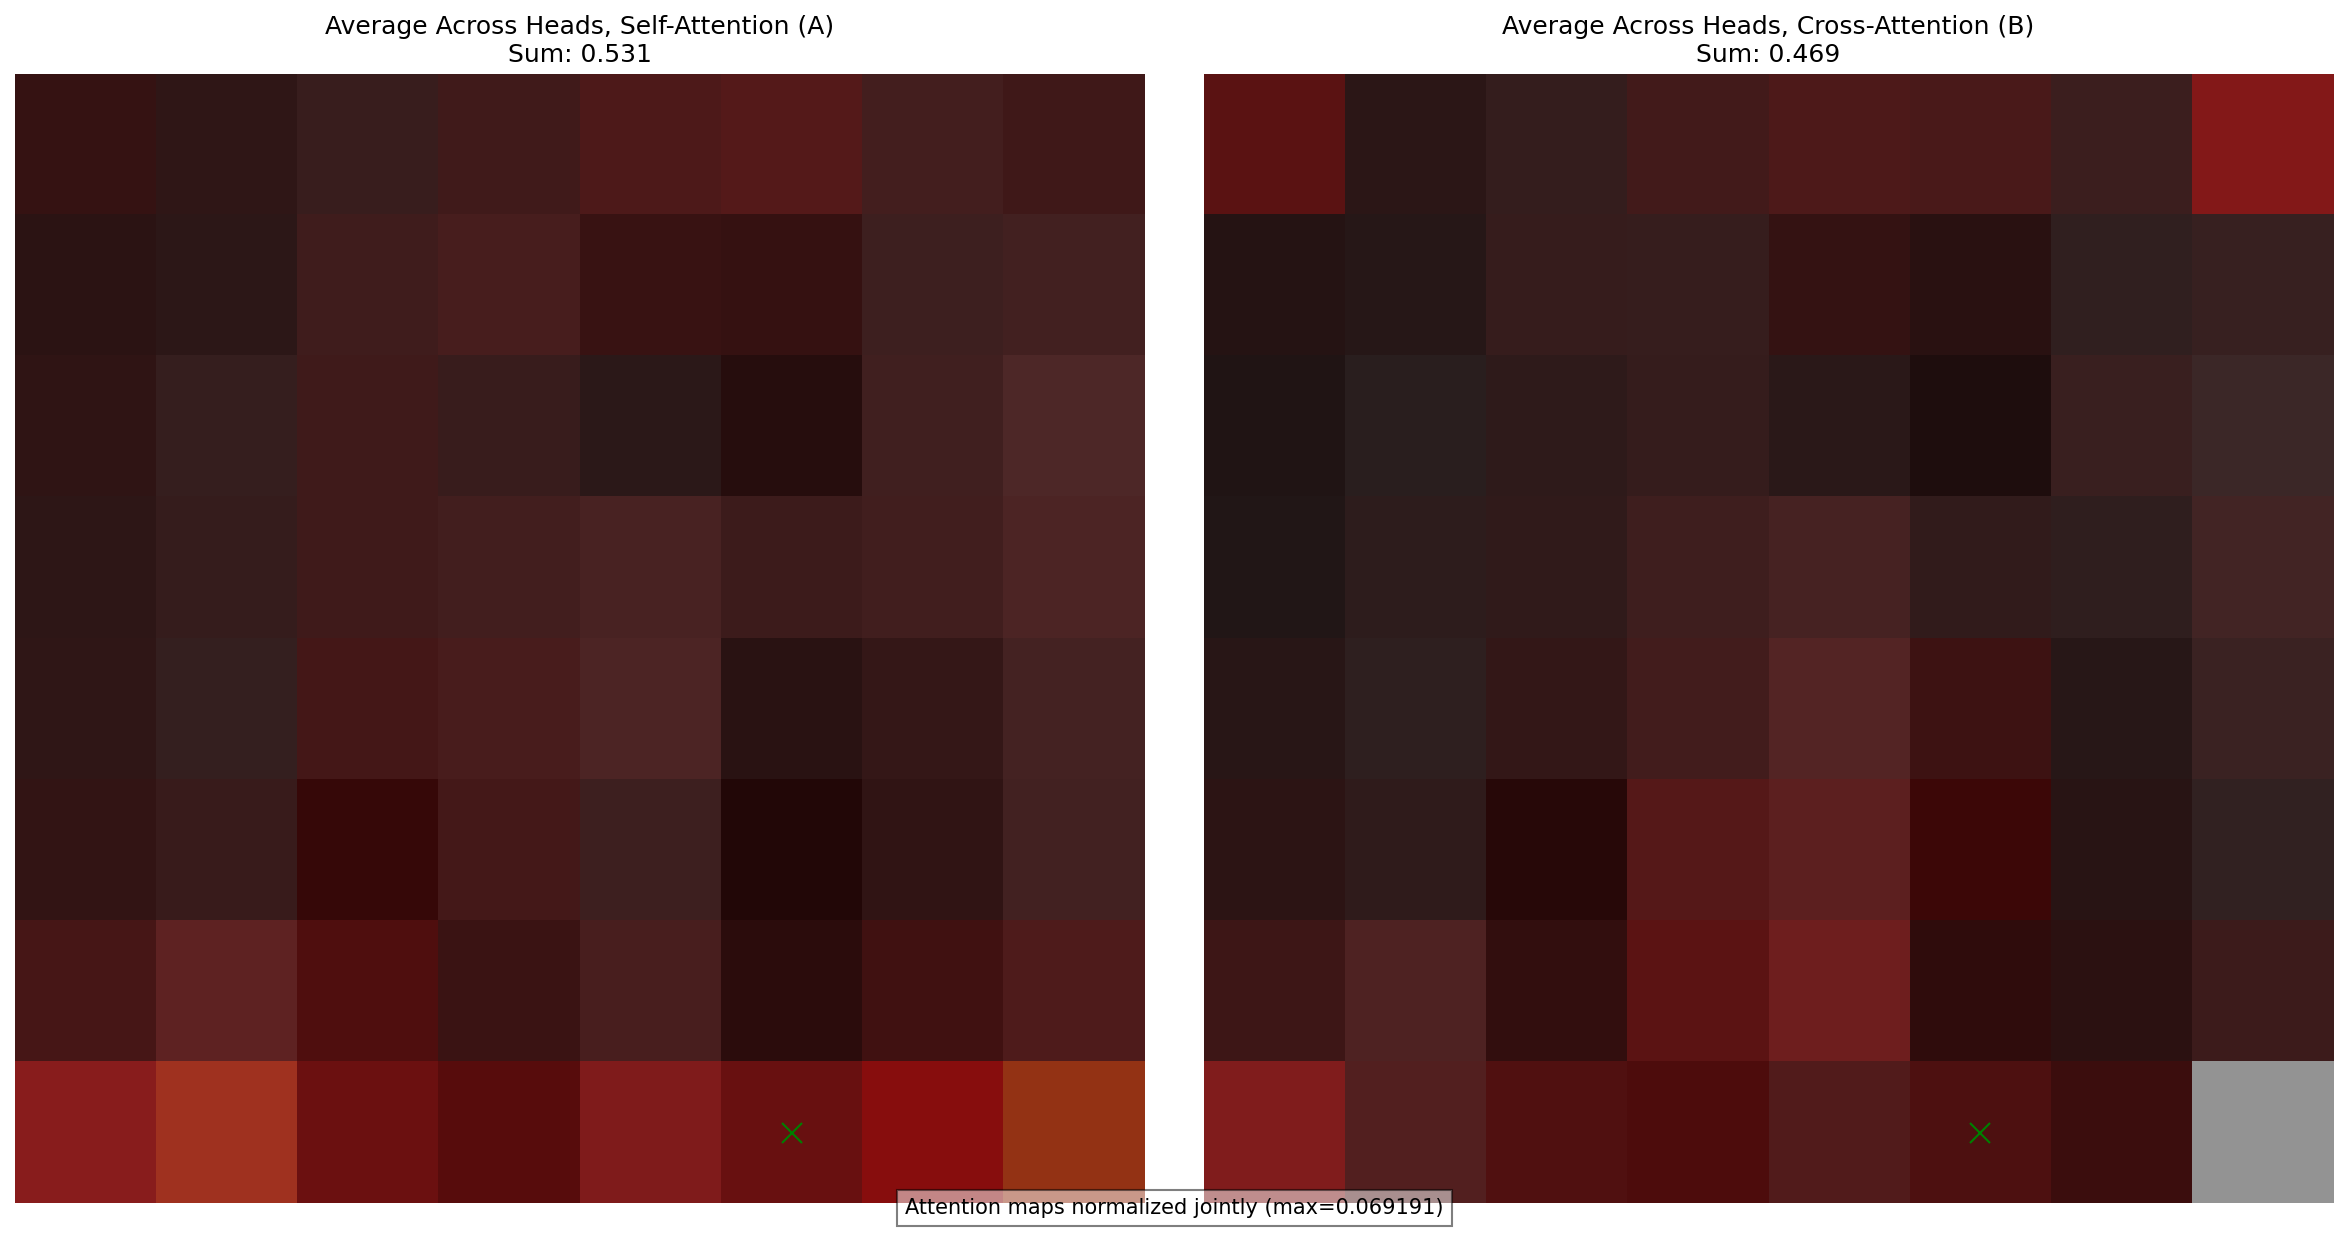 Average Across Heads, Self-Attention (A)
Sum: 0.531
Average Across Heads, Cross-Attention (B)
Sum: 0.469
Attention maps normalized jointly (max=0.069191)